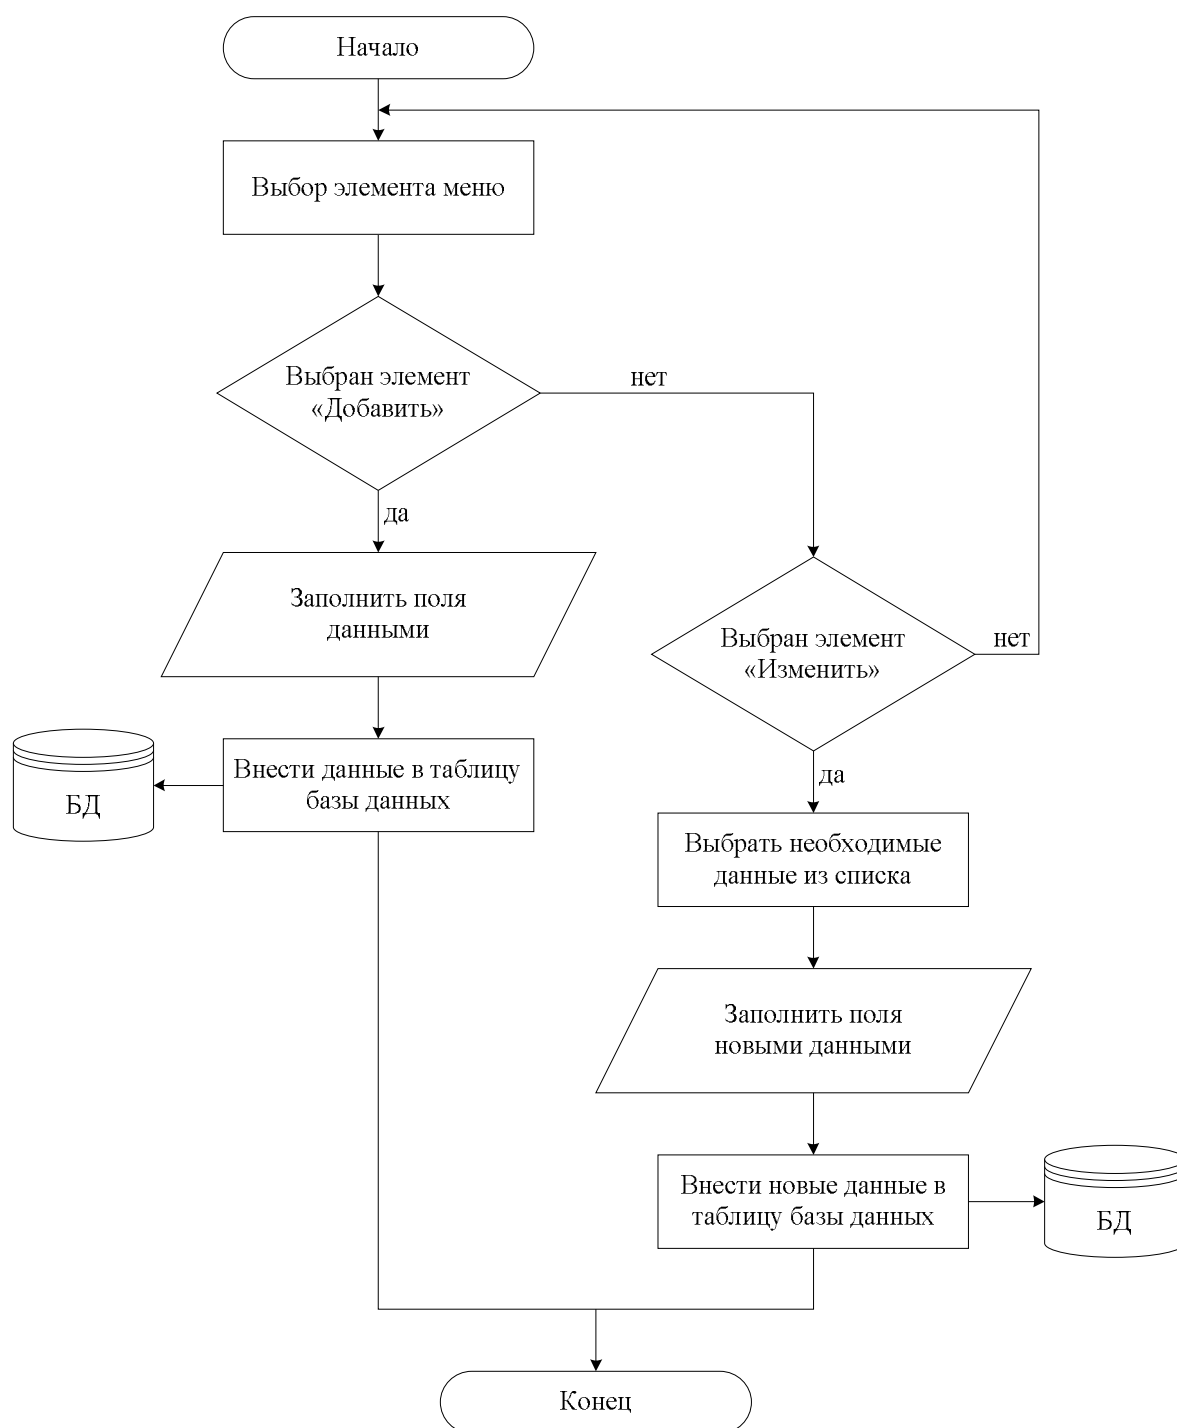 Начало
Выбор элемента меню
Выбран элемент
«Добавить»
нет
да
Заполнить поля
данными
Выбран элемент
«Изменить»
нет
Внести данные в таблицу
базы данных
БД
да
Выбрать необходимые
данные из списка
Заполнить поля
новыми данными
Внести новые данные в
таблицу базы данных
БД
Конец